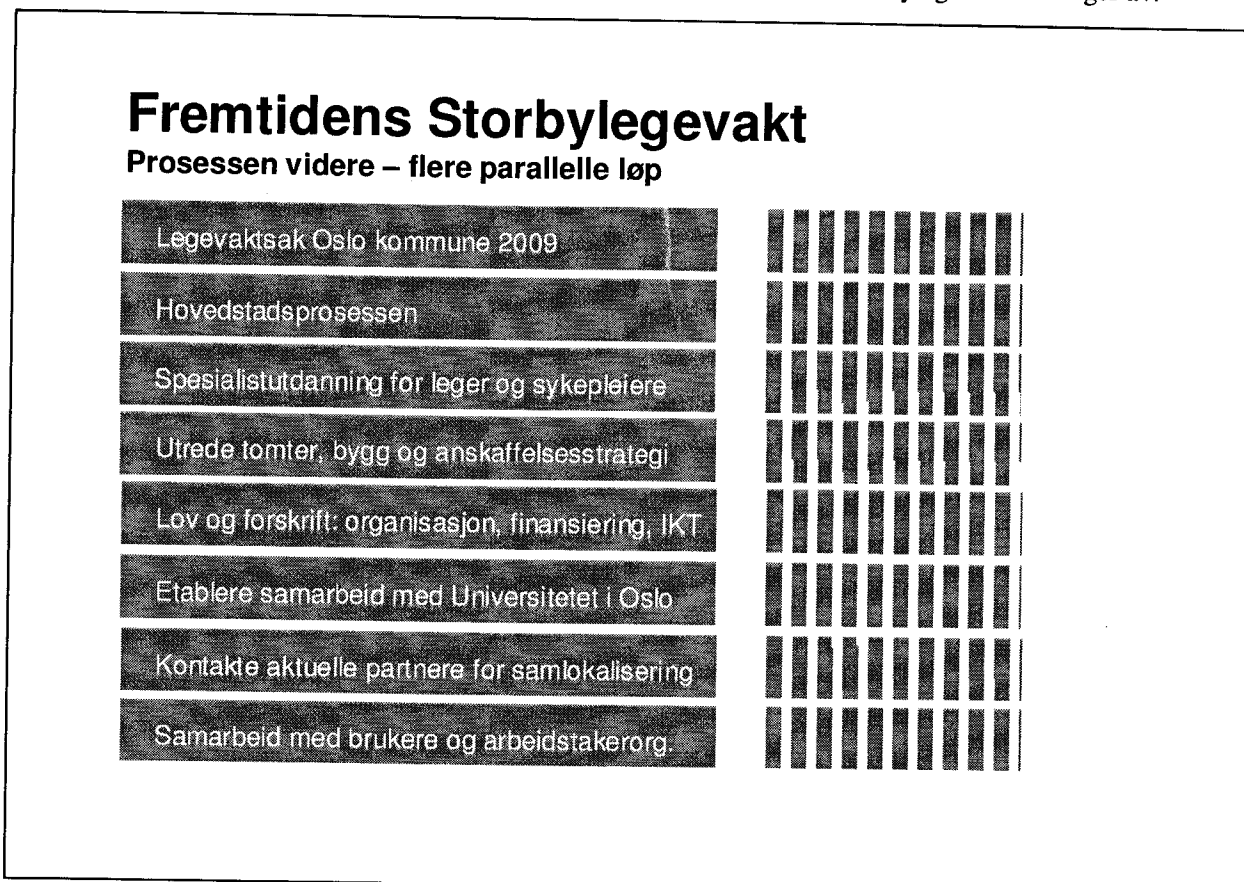 Fremtidens Storbylegevakt
Prosessen videre – flere parallelle løp
Legevaktsak Oslo kommune 2009
Hovedstadsprosessen
Spesialistutdanning for leger og sykepleiere
Utrede tomter, bygg og anskaffelsesstrategi
Lov og forskrift: organisasjon, finansiering, IKT
Etablere samarbeid med Universitetet i Oslo
Kontakte aktuelle partnere for samlokalisering
Samarbeid med brukere og arbeidstakerorg.